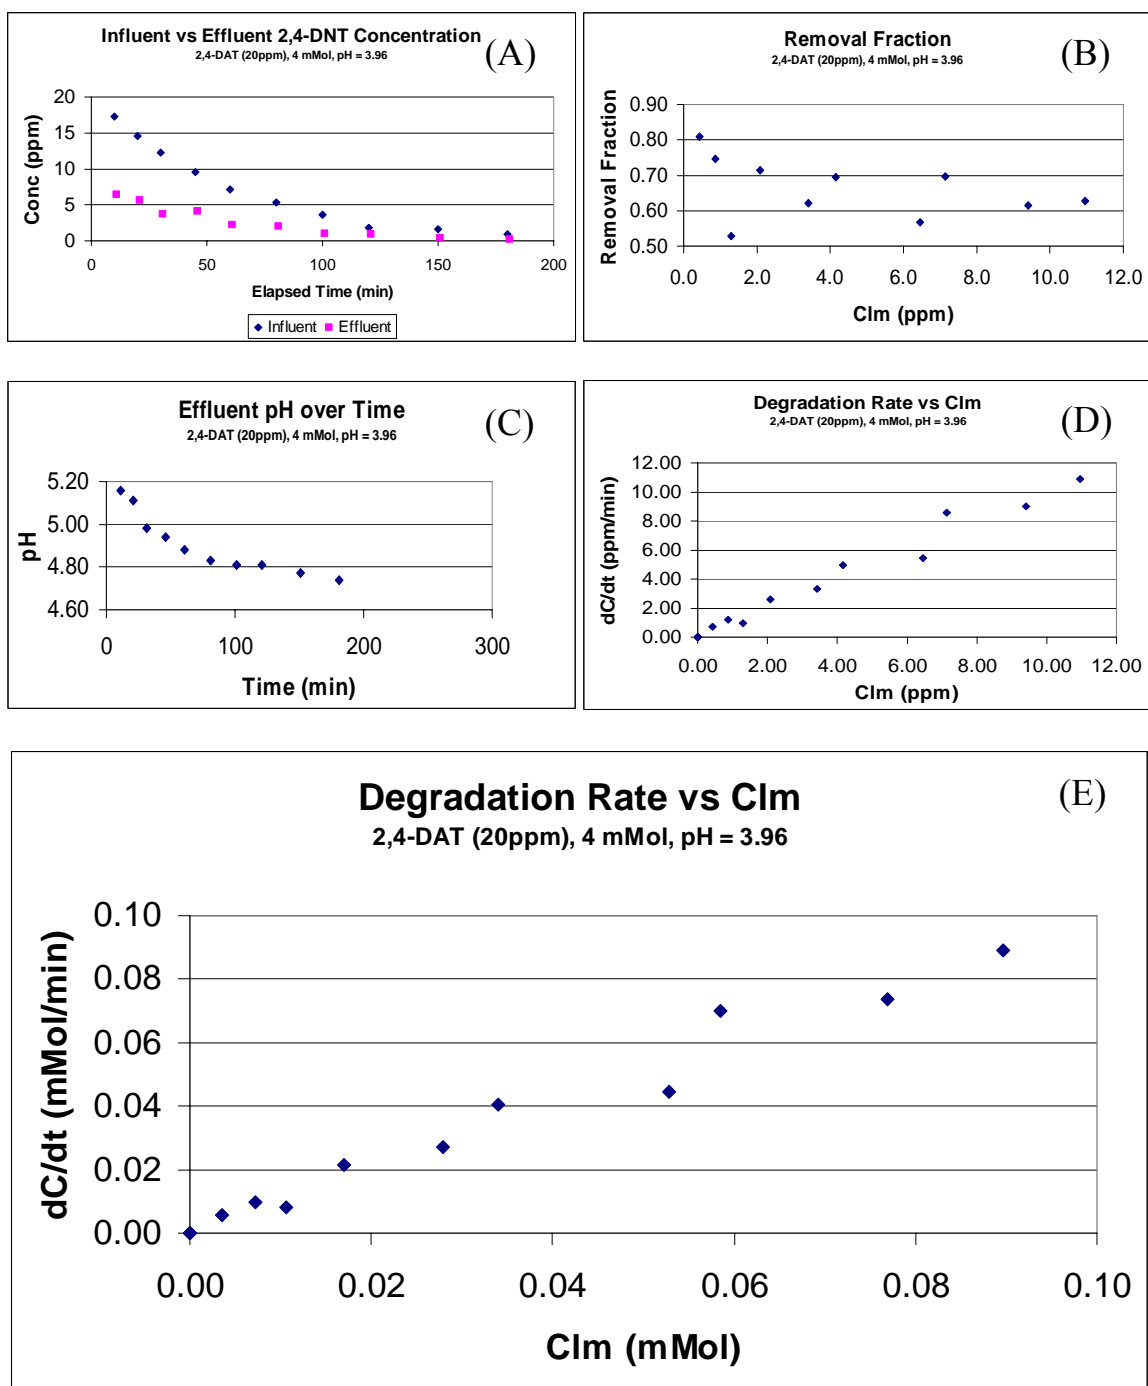 Influent vs Effluent 2,4-DNT Concentration
2,4-DAT (20ppm), 4 mMol, pH = 3.96
(A)
20
15
10
5
0
Conc (ppm)
0 50 100 150 200
Elapsed Time (min)
Influent Effluent
Removal Fraction
2,4-DAT (20ppm), 4 mMol, pH = 3.96
(B)
0.90
0.80
0.70
0.60
0.50
Removal Fraction
0.0 2.0 4.0 6.0 8.0 10.0 12.0
Clm (ppm)
Effluent pH over Time
2,4-DAT (20ppm), 4 mMol, pH = 3.96
(C)
5.20
5.00
4.80
4.60
pH
0 100 200 300
Time (min)
Degradation Rate vs Clm
2,4-DAT (20ppm), 4 mMol, pH = 3.96
(D)
12.00
10.00
8.00
6.00
4.00
2.00
0.00
dC/dt (ppm/min)
0.00 2.00 4.00 6.00 8.00 10.00 12.00
Clm (ppm)
Degradation Rate vs Clm
2,4-DAT (20ppm), 4 mMol, pH = 3.96
(E)
0.10
0.08
0.06
0.04
0.02
0.00
dC/dt (mMol/min)
0.00 0.02 0.04 0.06 0.08 0.10
Clm (mMol)